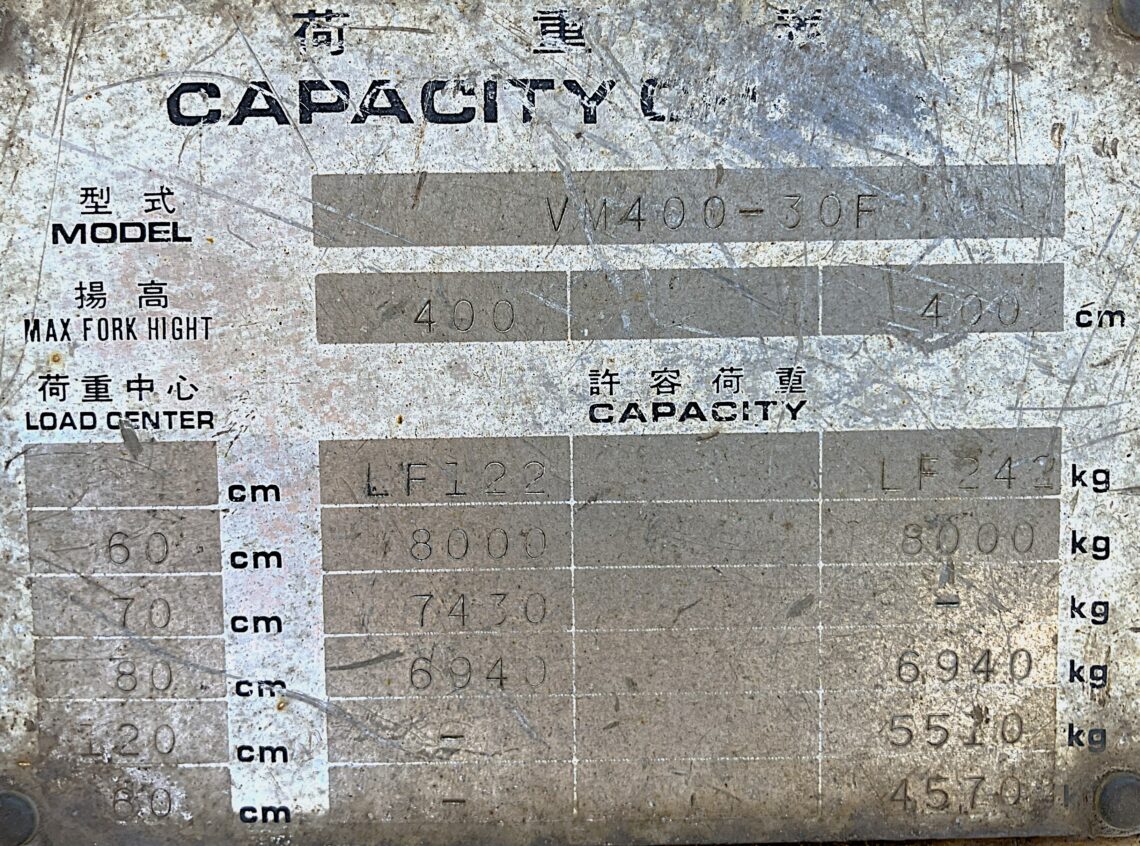 荷 重
CAPACITY C
型 式
MODEL
VM400-30F
揚 高
MAX FORK HIGHT
400 400 cm
荷重中心
LOAD CENTER
許 容 荷 重
CAPACITY
cm LF122 kg
60 cm 8000 8000 kg
70 cm 7430 - kg
80 cm 6940 6940 kg
120 cm - 5510 kg
cm - 4570